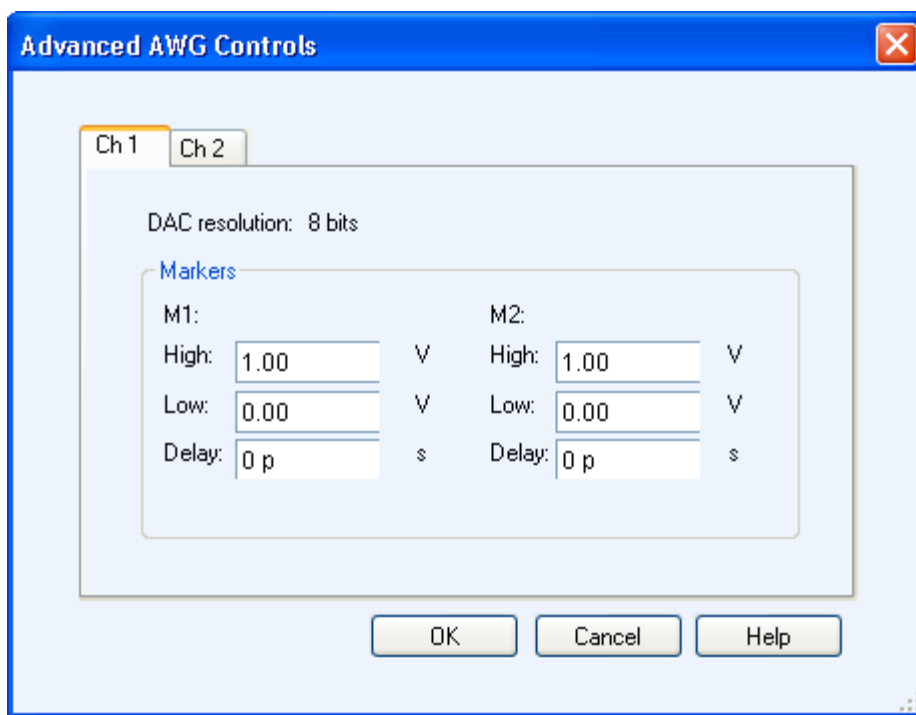 Advanced AWG Controls
Ch 1 Ch 2
DAC resolution: 8 bits
Markers
M1: M2:
High: 1.00 V High: 1.00 V
Low: 0.00 V Low: 0.00 V
Delay: 0 p s Delay: 0 p s
OK Cancel Help